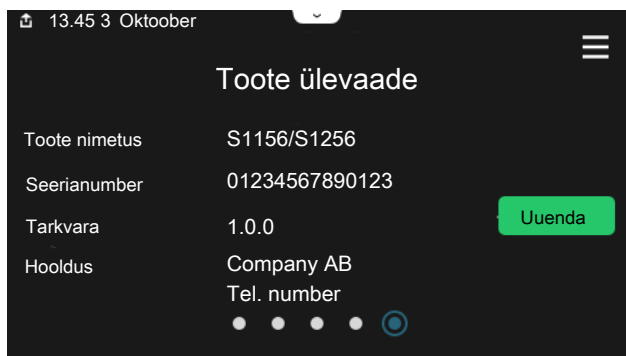 13.45 3 Oktoober
Toote ülevaade
Toote nimetus S1156/S1256
Seerianumber 01234567890123
Tarkvara 1.0.0 Uuenda
Hooldus Company AB
Tel. number